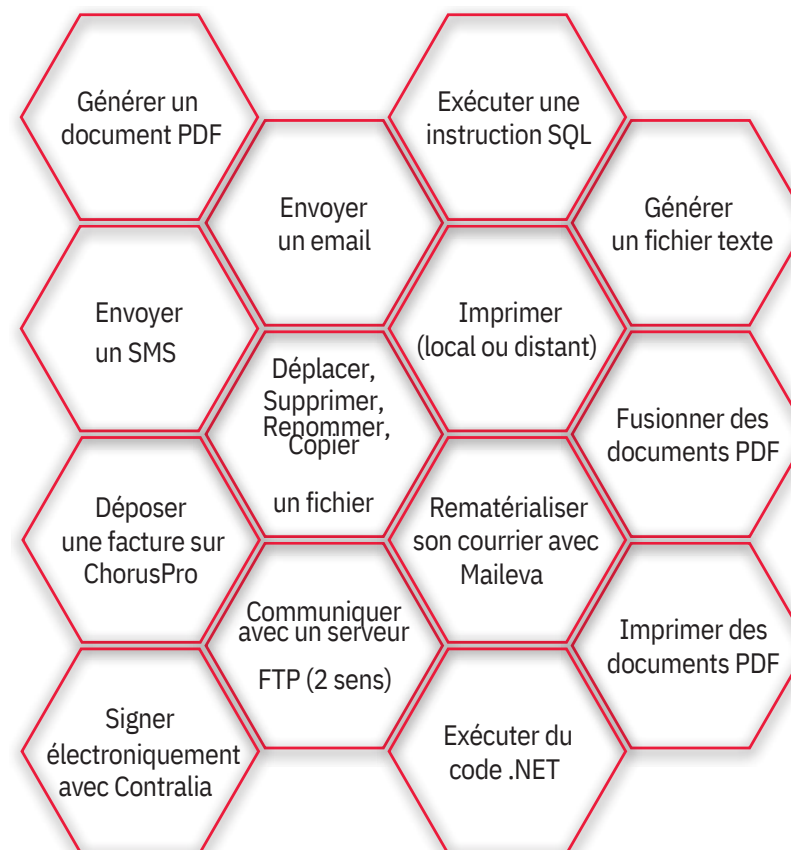 Générer un
document PDF
Exécuter une
instruction SQL
Envoyer
un email
Générer
un fichier texte
Envoyer
un SMS
Imprimer
(local ou distant)
Déplacer,
Supprimer,
Renommer,
Copier
un fichier
Fusionner des
documents PDF
Déposer
une facture sur
ChorusPro
Rematérialiser
son courrier avec
Maileva
Communiquer
avec un serveur
FTP (2 sens)
Imprimer des
documents PDF
Signer
électroniquement
avec Contralia
Exécuter du
code .NET